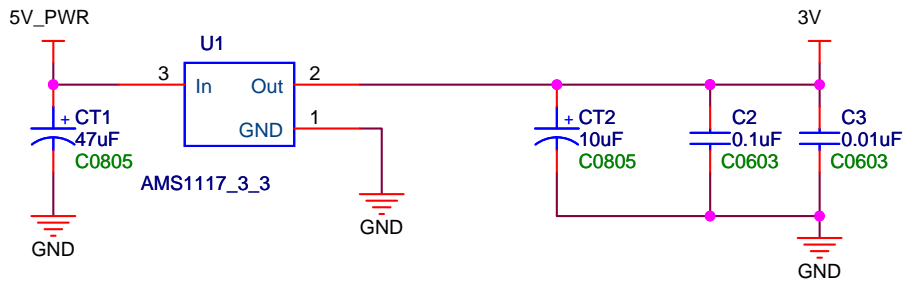 5V_PWR
3V
U1
3
In
Out
2
GND
1
+
CT1
47uF
C0805
AMS1117_3_3
+
CT2
10uF
C0805
C2
0.1uF
C0603
C3
0.01uF
C0603
GND
GND
GND